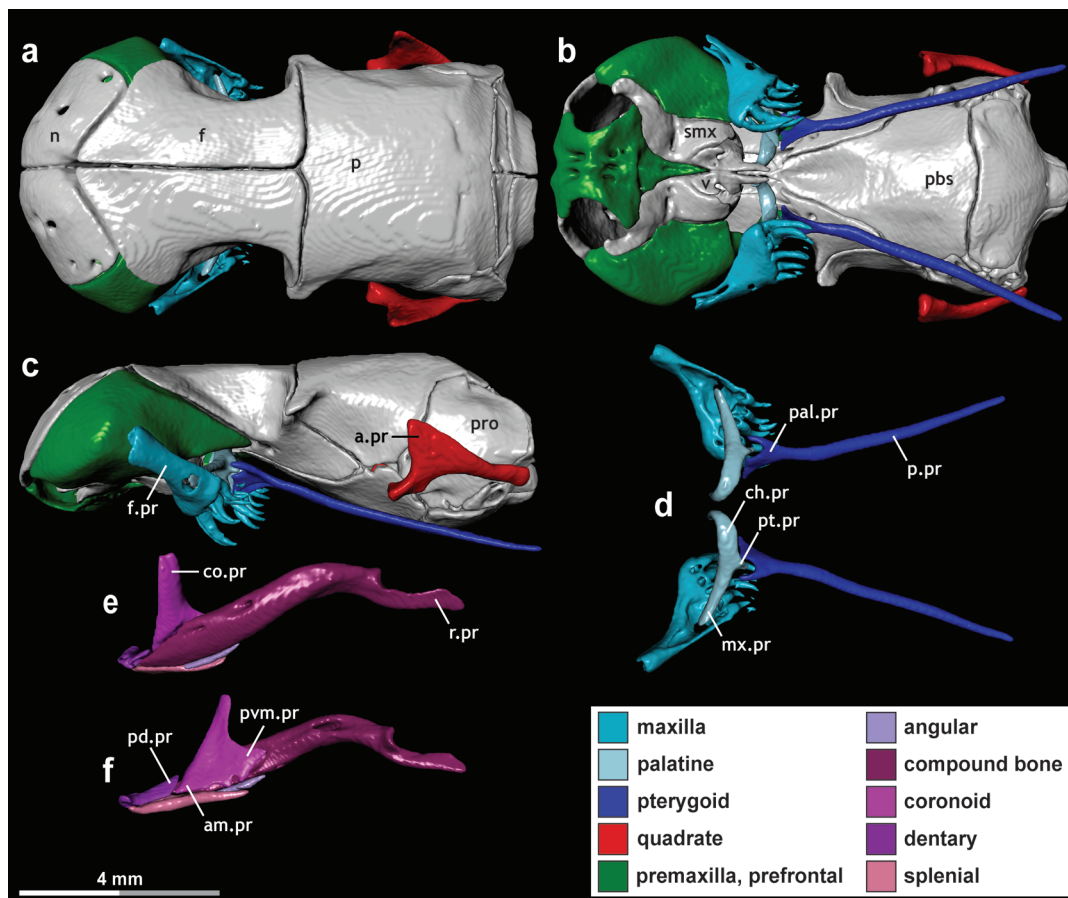 a
b
n
f
p
smx
v
pbs
c
a.pr
pro
f.pr
pal.pr
p.pr
ch.pr
d
pt.pr
mx.pr
co.pr
e
r.pr
pvm.pr
pd.pr
f
am.pr
4 mm
maxilla
palatine
pterygoid
quadrate
premaxilla, prefrontal
angular
compound bone
coronoid
dentary
splenial